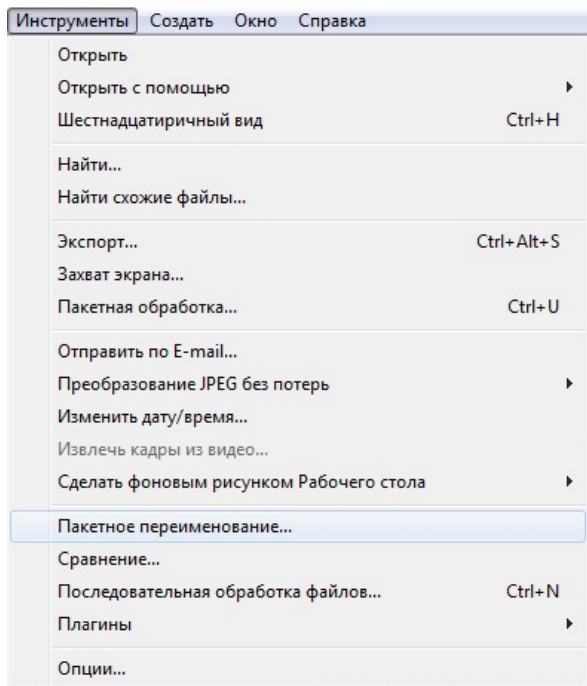 Инструменты Создать Окно Справка
Открыть
Открыть с помощью
Шестнадцатиричный вид Ctrl+H
Найти...
Найти схожие файлы...
Экспорт... Ctrl+Alt+S
Захват экрана...
Пакетная обработка... Ctrl+U
Отправить по E-mail...
Преобразование JPEG без потерь
Изменить дату/время...
Извлечь кадры из видео...
Сделать фоновым рисунком Рабочего стола
Пакетное переименование...
Сравнение...
Последовательная обработка файлов... Ctrl+N
Плагины
Опции...